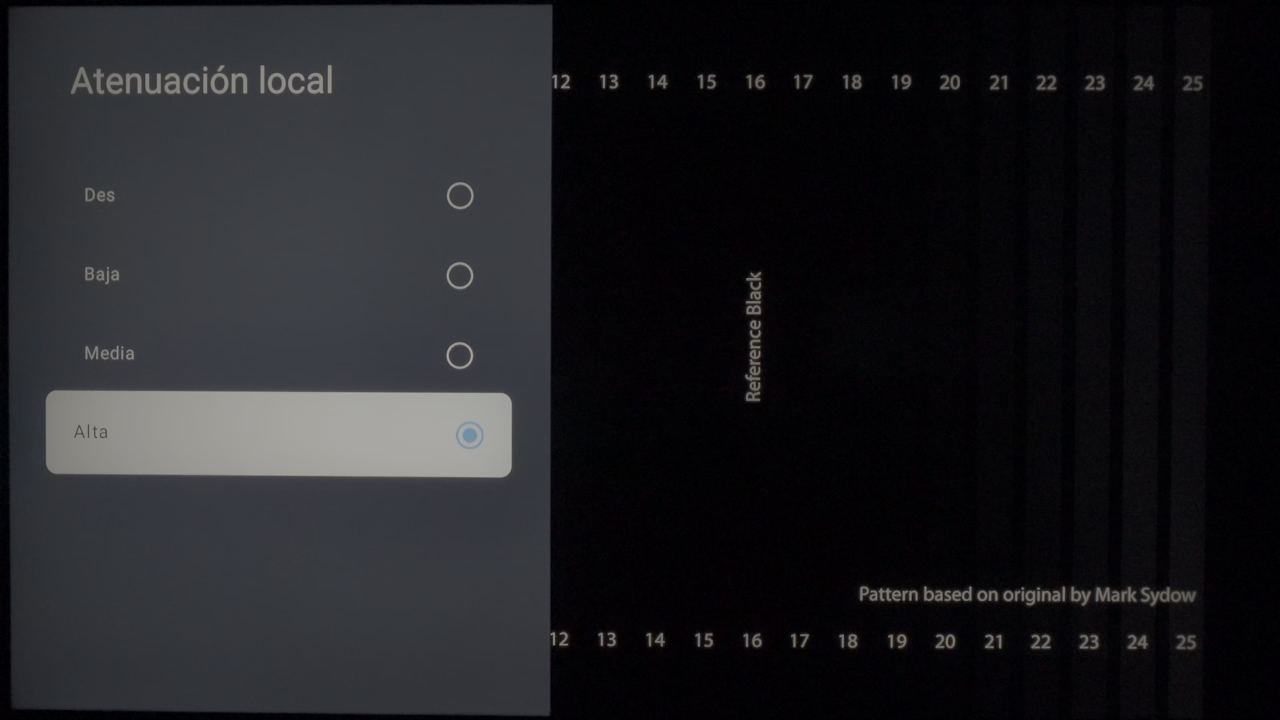 Atenuación local
Des
Baja
Media
Alta
12 13 14 15 16 17 18 19 20 21 22 23 24 25
Reference Black
Pattern based on original by Mark Sydow
12 13 14 15 16 17 18 19 20 21 22 23 24 25